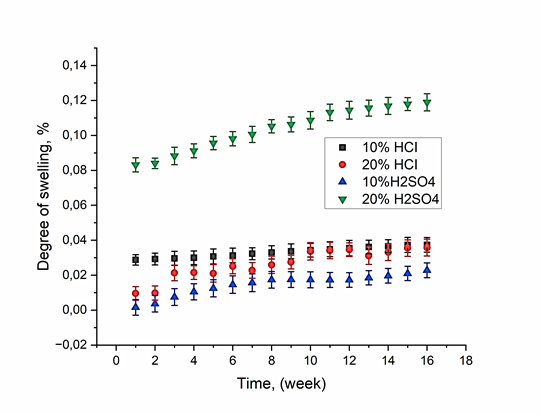 0,14
0,12
0,10
0,08
0,06
0,04
0,02
0,00
−0,02
Degree of swelling, %
10% HCl
20% HCl
10%H2SO4
20% H2SO4
0 2 4 6 8 10 12 14 16 18
Time, (week)